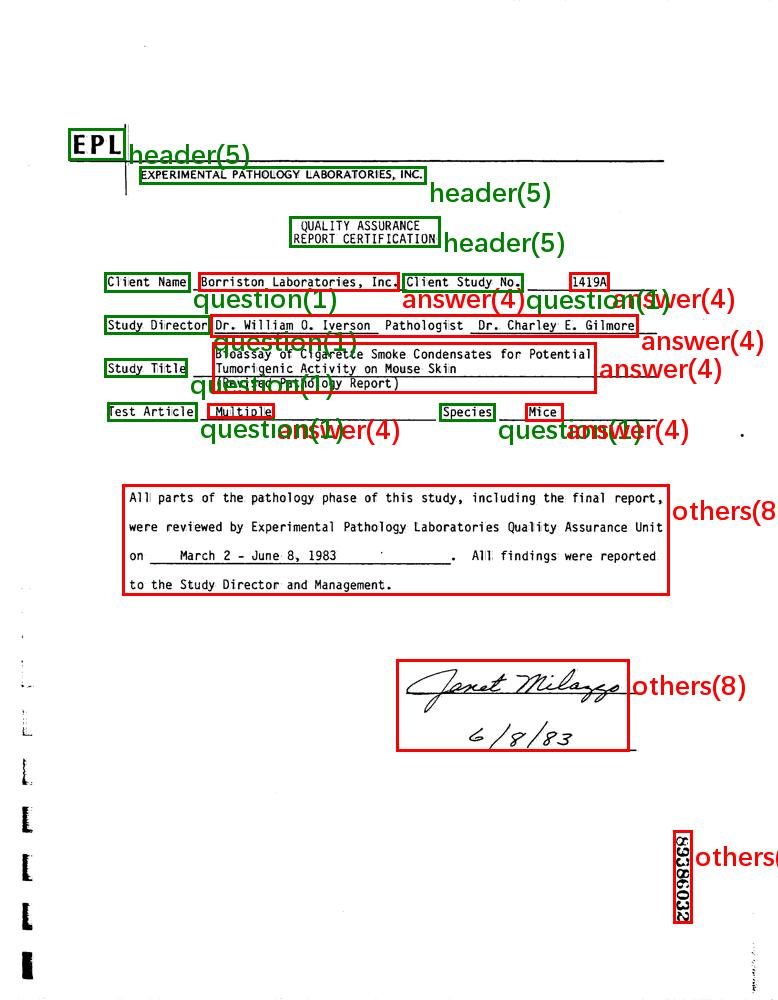 EPL
header(5)
EXPERIMENTAL PATHOLOGY LABORATORIES, INC.
header(5)
QUALITY ASSURANCE
REPORT CERTIFICATION
header(5)
Client Name Borriston Laboratories, Inc. Client Study No. 1419A
question(1) answer(4) question(1) answer(4)
Study Director Dr. William O. Iverson Pathologist Dr. Charley E. Gilmore
question(1) answer(4)
Bioassay of Cigarette Smoke Condensates for Potential
Study Title Tumorigenic Activity on Mouse Skin
answer(4)
(Revised Pathology Report)
question(1)
Test Article Multiple Species Mice
question(1) answer(4) question(1) answer(4)
All parts of the pathology phase of this study, including the final report,
others(8
were reviewed by Experimental Pathology Laboratories Quality Assurance Unit
on March 2 - June 8, 1983. All findings were reported
to the Study Director and Management.
Janet Milazzo
others(8)
6/8/83
89386032
others(